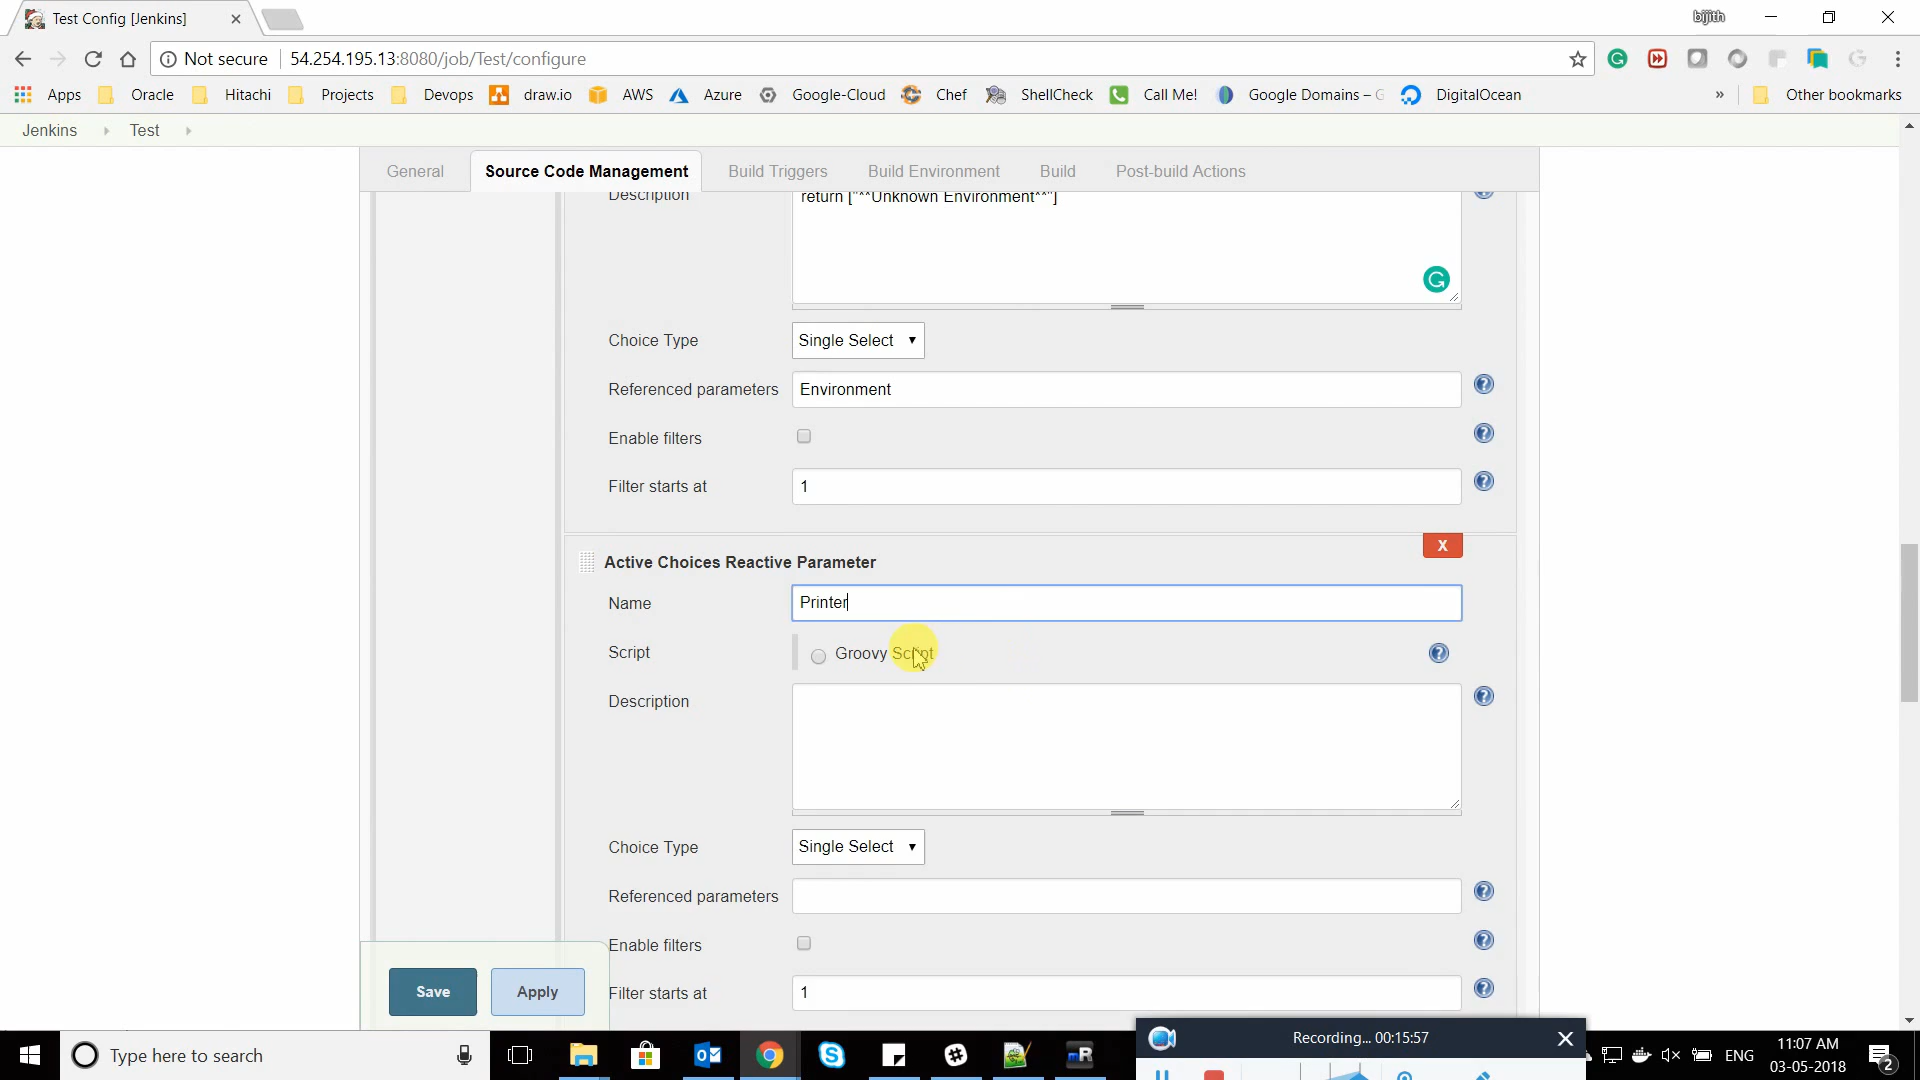 Test Config [Jenkins]
bijith
Not secure
54.254.195.13:8080/job/Test/configure
Apps Oracle Hitachi Projects Devops draw.io AWS Azure Google-Cloud Chef ShellCheck Call Me! Google Domains – G DigitalOcean » Other bookmarks
Jenkins Test
General Source Code Management Build Triggers Build Environment Build Post-build Actions
Description
return ["**Unknown Environment**"]
Choice Type
Single Select
Referenced parameters
Environment
Enable filters
Filter starts at
1
Active Choices Reactive Parameter
X
Name
Printer
Script
Groovy Script
Description
Choice Type
Single Select
Referenced parameters
Enable filters
Filter starts at
1
Save
Apply
Recording... 00:15:57
Type here to search
ENG
11:07 AM
03-05-2018
2